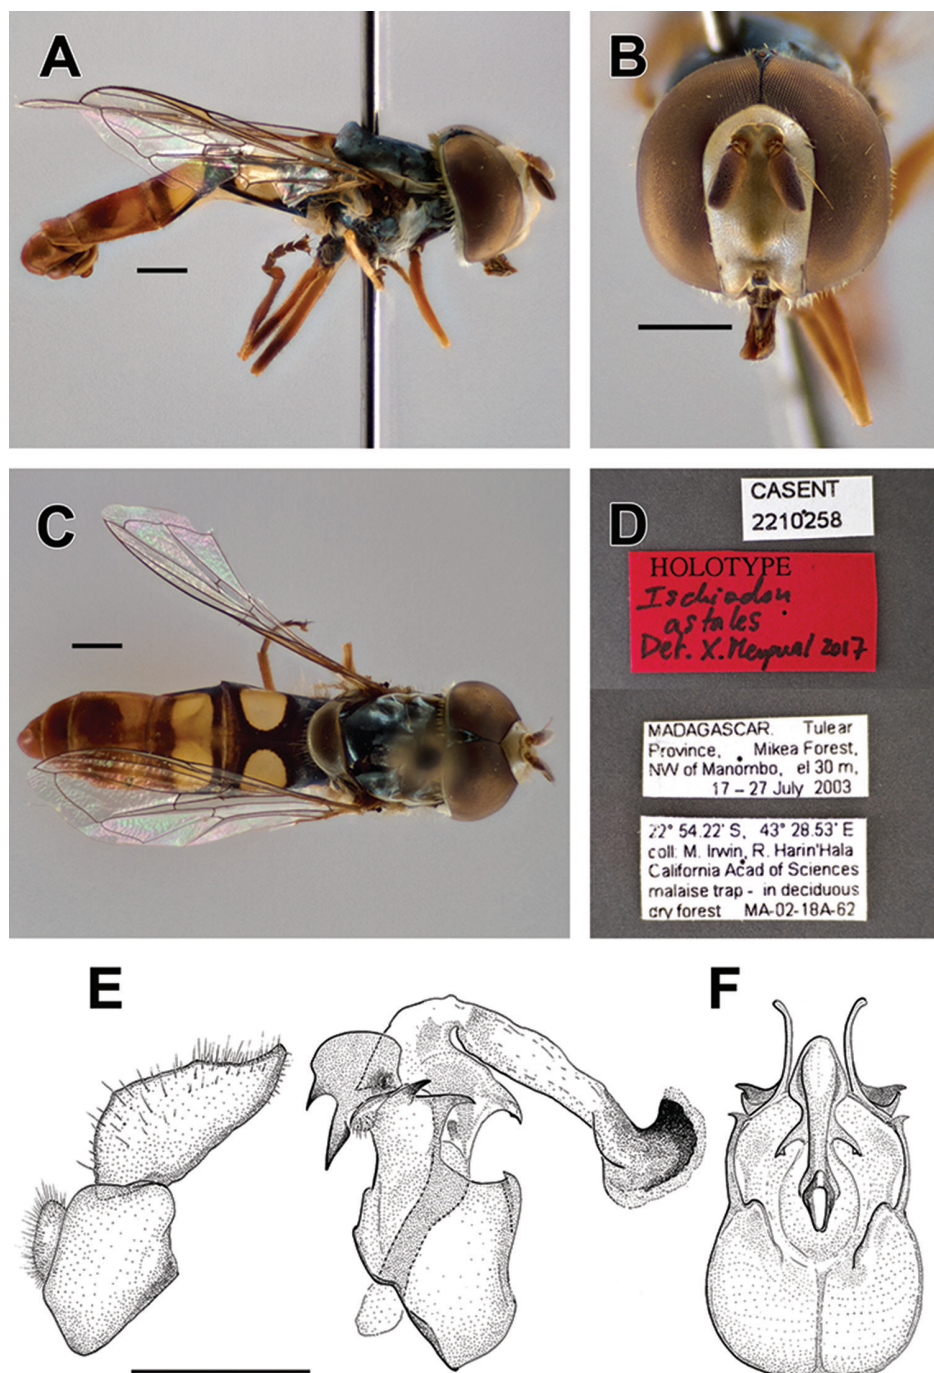 A
B
C
D
CASENT
2210258
HOLOTYPE
Ischiodon
astales
Det. X. Mengual 2017
MADAGASCAR. Tulear
Province, Mikea Forest,
NW of Manombo, el 30 m,
17 – 27 July 2003
22° 54.22' S, 43° 28.53' E
coll: M. Irwin, R. Harin'Hala
California Acad of Sciences
malaise trap - in deciduous
dry forest MA-02-18A-62
E
F